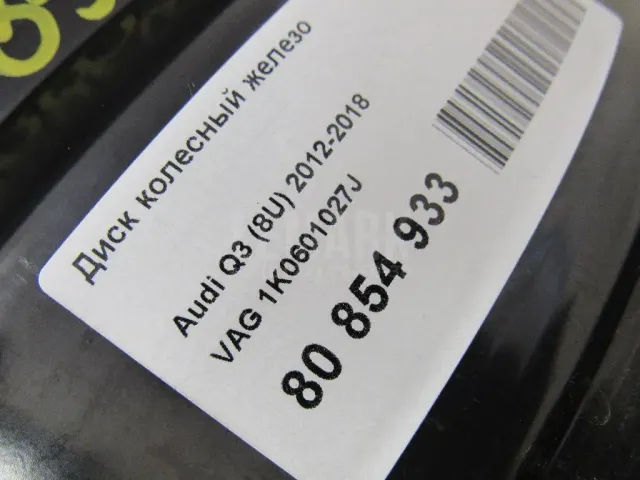 Диск колесный железо
Audi Q3 (8U) 2012-2018
VAG 1K0601027J
80 854 933